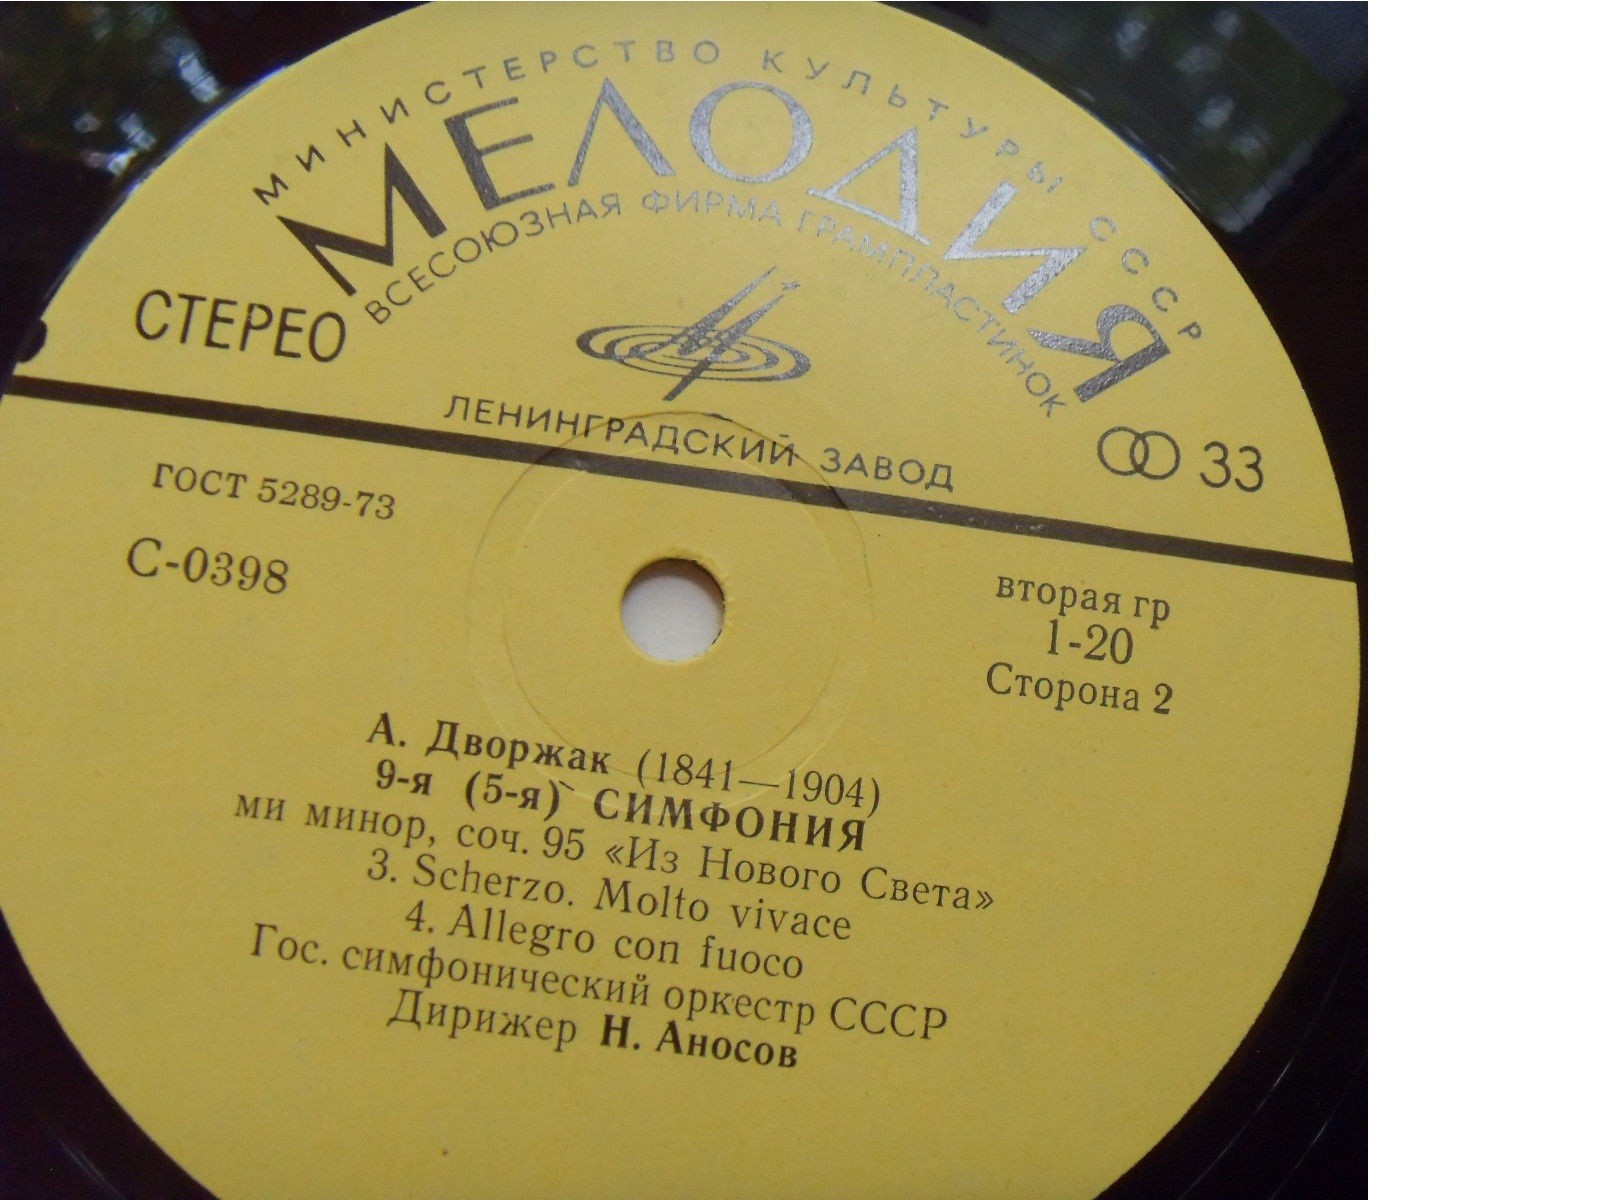 МИНИСТЕРСТВО КУЛЬТУРЫ СССР
МЕЛОДИЯ
ВСЕСОЮЗНАЯ ФИРМА ГРАМПЛАСТИНОК
СТЕРЕО
ЛЕНИНГРАДСКИЙ ЗАВОД
33
ГОСТ 5289-73
С-0398
вторая гр
1-20
Сторона 2
А. Дворжак (1841—1904)
9-я (5-я) СИМФОНИЯ
ми минор, соч. 95 «Из Нового Света»
3. Scherzo. Molto vivace
4. Allegro con fuoco
Гос. симфонический оркестр СССР
Дирижер Н. Аносов